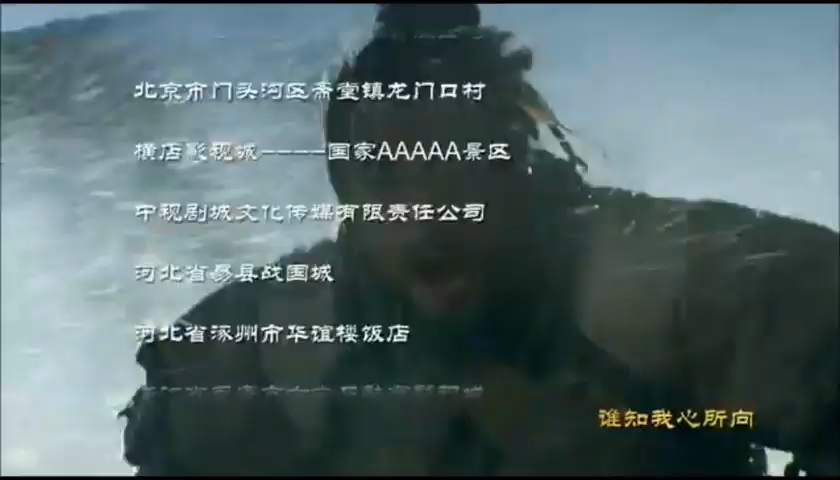 北京市门头沟区斋堂镇龙门口村
横店影视城----国家AAAAA景区
中视剧城文化传媒有限责任公司
河北省易县战国城
河北省涿州市华谊楼饭店
谁知我心所向